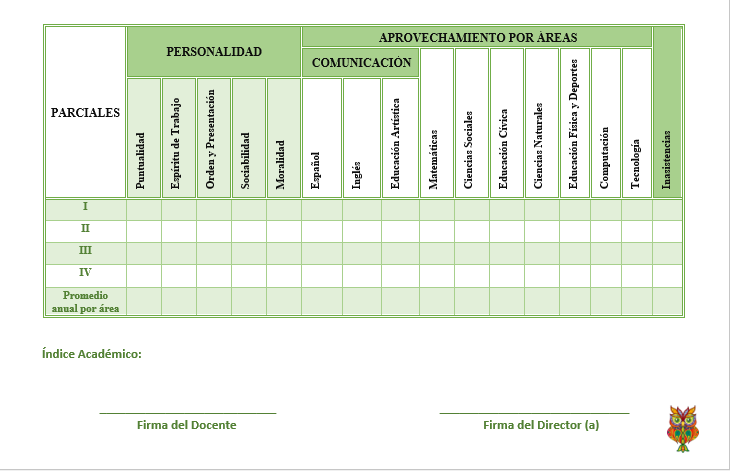 PARCIALES
PERSONALIDAD
APROVECHAMIENTO POR ÀREAS
COMUNICACIÓN
Puntualidad
Espíritu de Trabajo
Orden y Presentación
Sociabilidad
Moralidad
Español
Inglés
Educación Artística
Matemáticas
Ciencias Sociales
Educación Cívica
Ciencias Naturales
Educación Física y Deportes
Computación
Tecnología
Inasistencias
I
II
III
IV
Promedio
anual por área
Índice Académico:
Firma del Docente
Firma del Director (a)